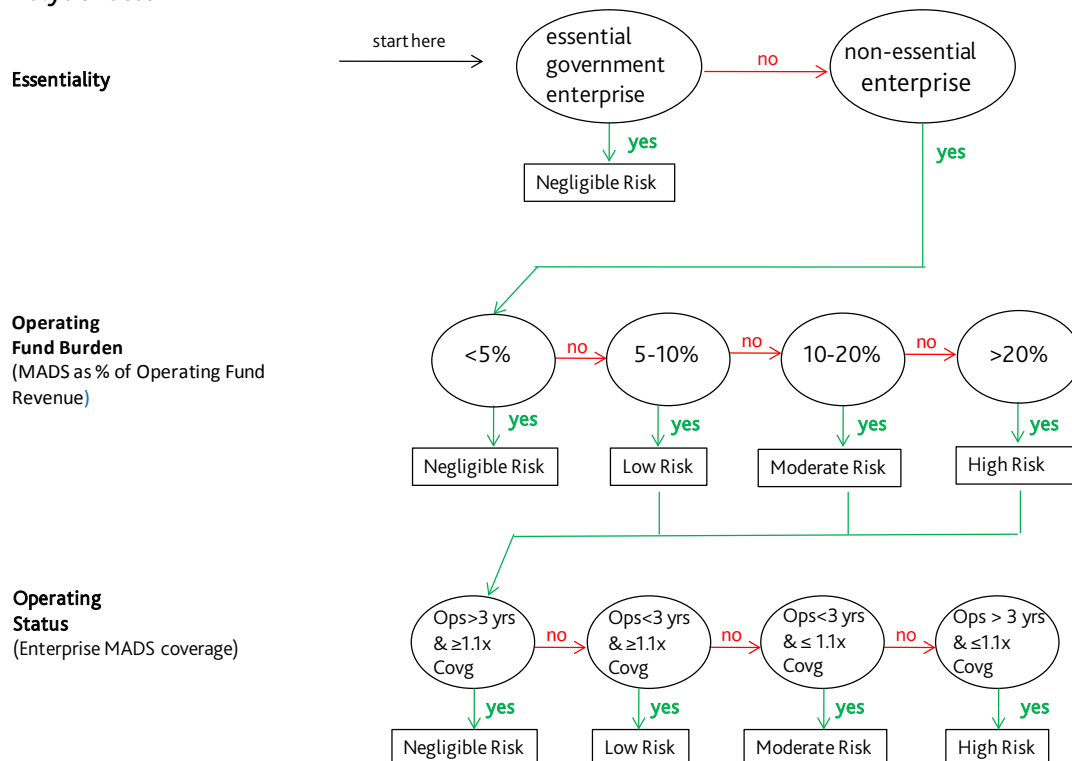 start here
essential
government
enterprise
no
non-essential
enterprise
Essentiality
yes
yes
Negligible Risk
Operating
Fund Burden
(MADS as % of Operating Fund
Revenue)
<5%
no
5-10%
no
10-20%
no
>20%
yes
yes
yes
yes
Negligible Risk
Low Risk
Moderate Risk
High Risk
Operating
Status
(Enterprise MADS coverage)
Ops>3 yrs
& ≥1.1x
Covg
no
Ops<3 yrs
& ≥1.1x
Covg
no
Ops<3 yrs
& ≤ 1.1x
Covg
no
Ops > 3 yrs
& ≤1.1x
Covg
yes
yes
yes
yes
Negligible Risk
Low Risk
Moderate Risk
High Risk